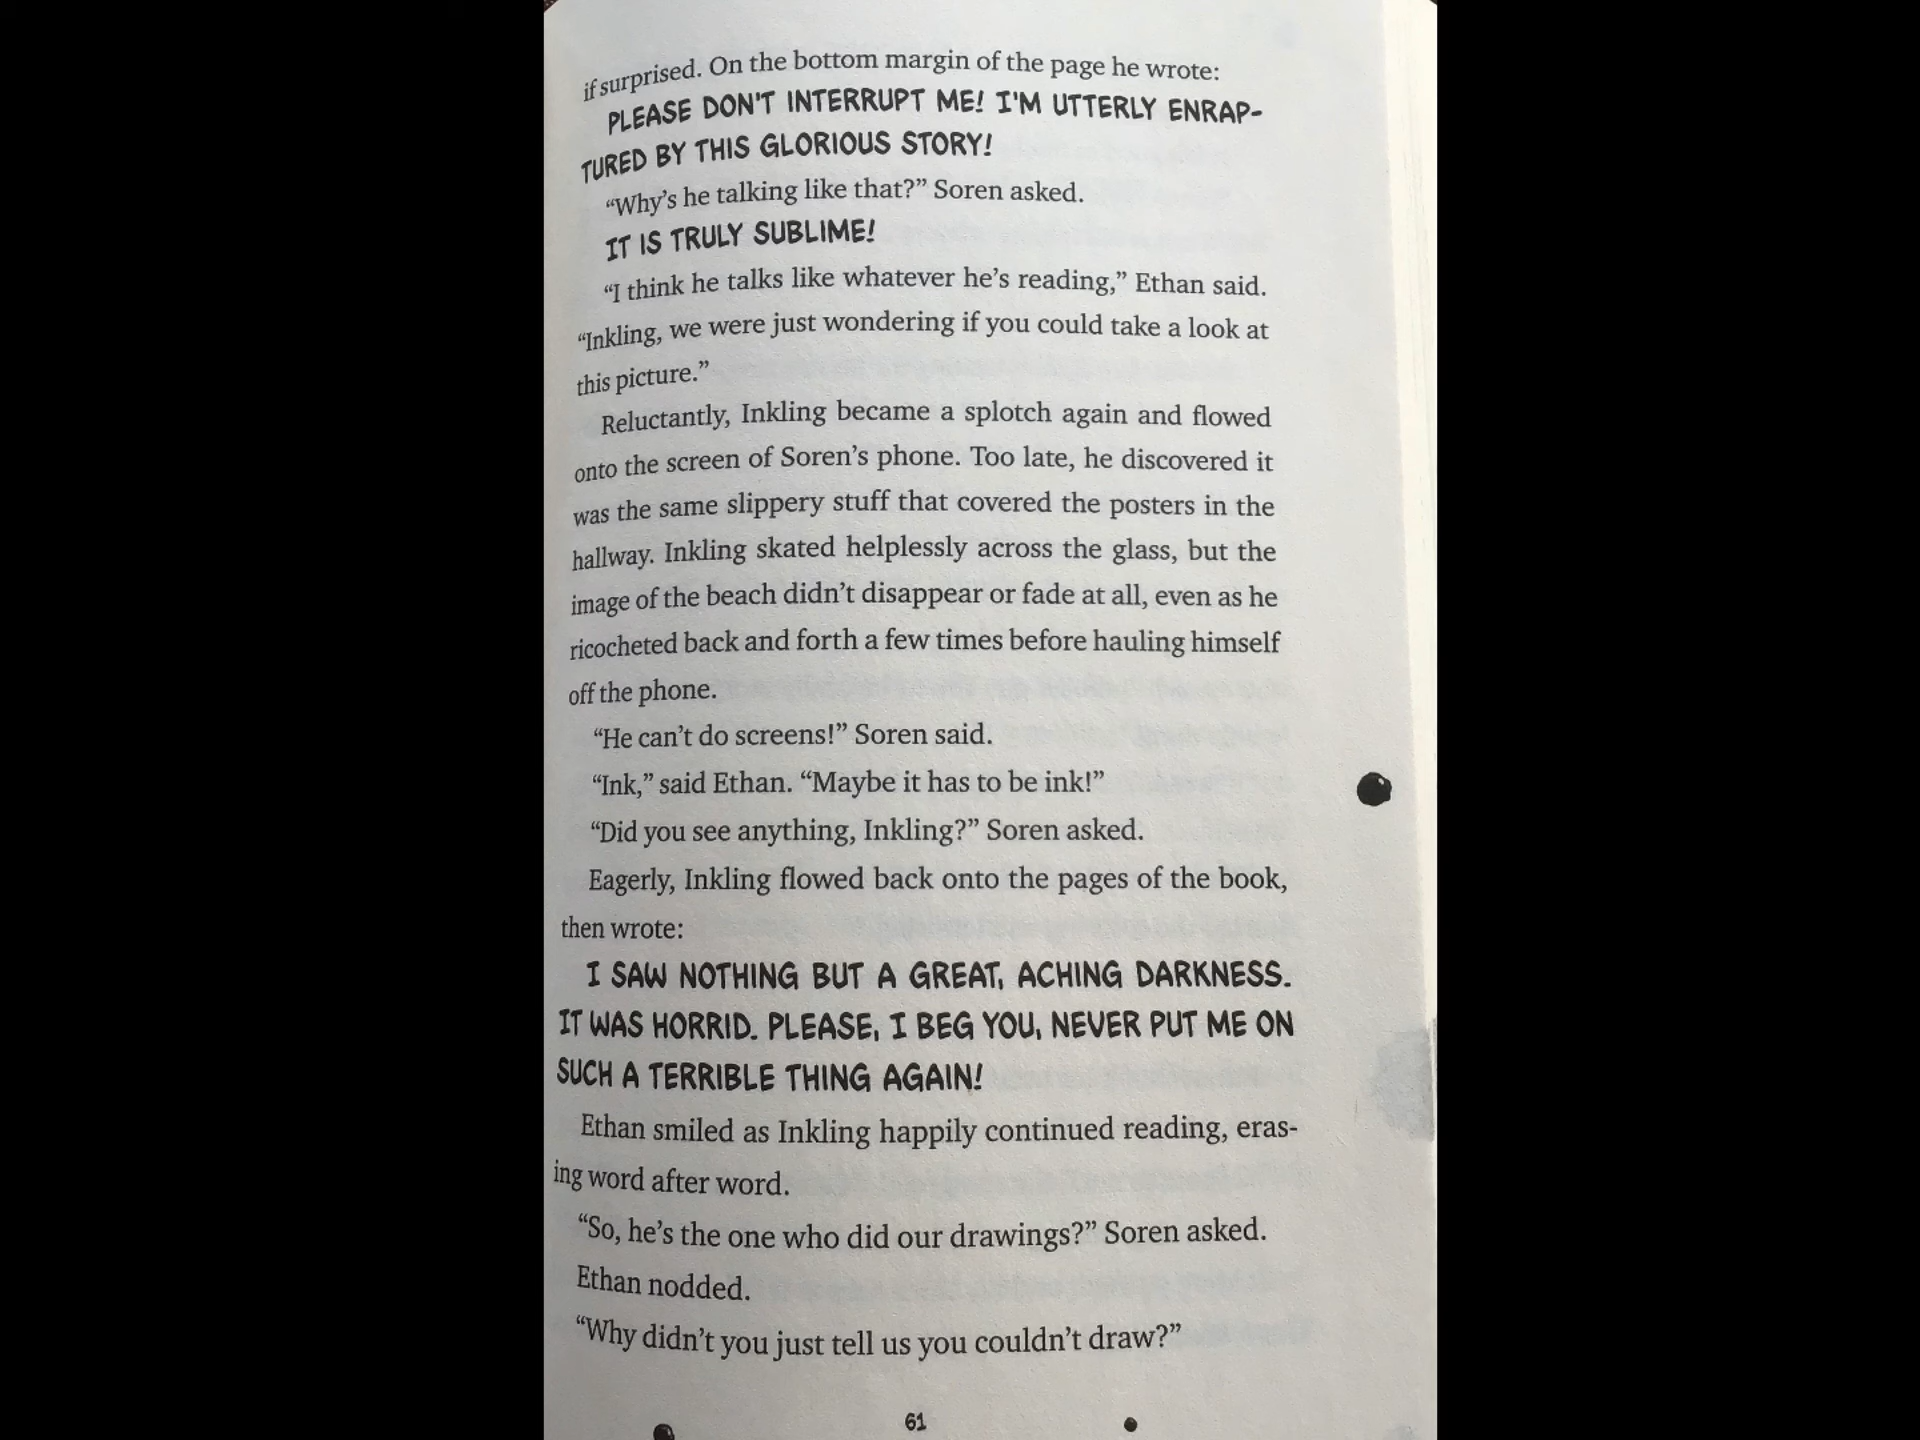 if surprised. On the bottom margin of the page he wrote:
PLEASE DON'T INTERRUPT ME! I'M UTTERLY ENRAP-
TURED BY THIS GLORIOUS STORY!
“Why’s he talking like that?” Soren asked.
IT IS TRULY SUBLIME!
“I think he talks like whatever he’s reading,” Ethan said.
“Inkling, we were just wondering if you could take a look at
this picture.”
Reluctantly, Inkling became a splotch again and flowed
onto the screen of Soren’s phone. Too late, he discovered it
was the same slippery stuff that covered the posters in the
hallway. Inkling skated helplessly across the glass, but the
image of the beach didn’t disappear or fade at all, even as he
ricocheted back and forth a few times before hauling himself
off the phone.
“He can’t do screens!” Soren said.
“Ink,” said Ethan. “Maybe it has to be ink!”
“Did you see anything, Inkling?” Soren asked.
Eagerly, Inkling flowed back onto the pages of the book,
then wrote:
I SAW NOTHING BUT A GREAT, ACHING DARKNESS.
IT WAS HORRID. PLEASE, I BEG YOU, NEVER PUT ME ON
SUCH A TERRIBLE THING AGAIN!
Ethan smiled as Inkling happily continued reading, eras-
ing word after word.
“So, he’s the one who did our drawings?” Soren asked.
Ethan nodded.
“Why didn’t you just tell us you couldn’t draw?”
61